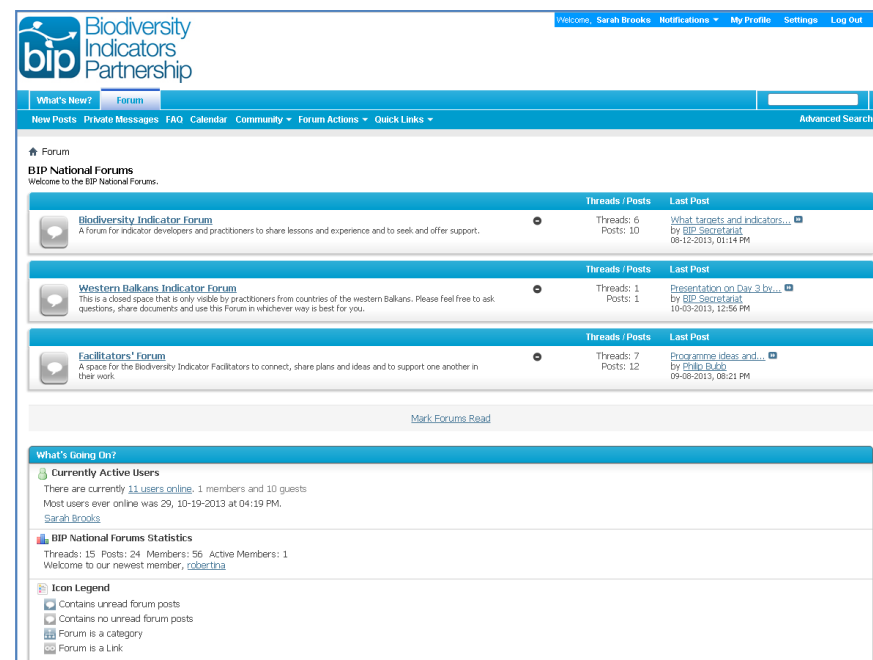 Biodiversity
Indicators
Partnership
bip
Welcome, Sarah Brooks Notifications My Profile Settings Log Out
What's New? Forum
New Posts Private Messages FAQ Calendar Community Forum Actions Quick Links Advanced Search
Forum
BIP National Forums
Welcome to the BIP National Forums.
Threads / Posts Last Post
Biodiversity Indicator Forum Threads: 6 What targets and indicators...
A forum for indicator developers and practitioners to share lessons and experience and to seek and offer support. Posts: 10 by BIP Secretariat
08-12-2013, 01:14 PM
Threads / Posts Last Post
Western Balkans Indicator Forum Threads: 1 Presentation on Day 3 by...
This is a closed space that is only visible by practitioners from countries of the western Balkans. Please feel free to ask Posts: 1 by BIP Secretariat
questions, share documents and use this Forum in whichever way is best for you. 10-03-2013, 12:56 PM
Threads / Posts Last Post
Facilitators' Forum Threads: 7 Programme ideas and...
A space for the Biodiversity Indicator Facilitators to connect, share plans and ideas and to support one another in Posts: 12 by Philip Bubb
their work 09-08-2013, 08:21 PM
Mark Forums Read
What's Going On?
Currently Active Users
There are currently 11 users online. 1 members and 10 guests
Most users ever online was 29, 10-19-2013 at 04:19 PM.
Sarah Brooks
BIP National Forums Statistics
Threads: 15 Posts: 24 Members: 56 Active Members: 1
Welcome to our newest member, robertina
Icon Legend
Contains unread forum posts
Contains no unread forum posts
Forum is a category
Forum is a Link